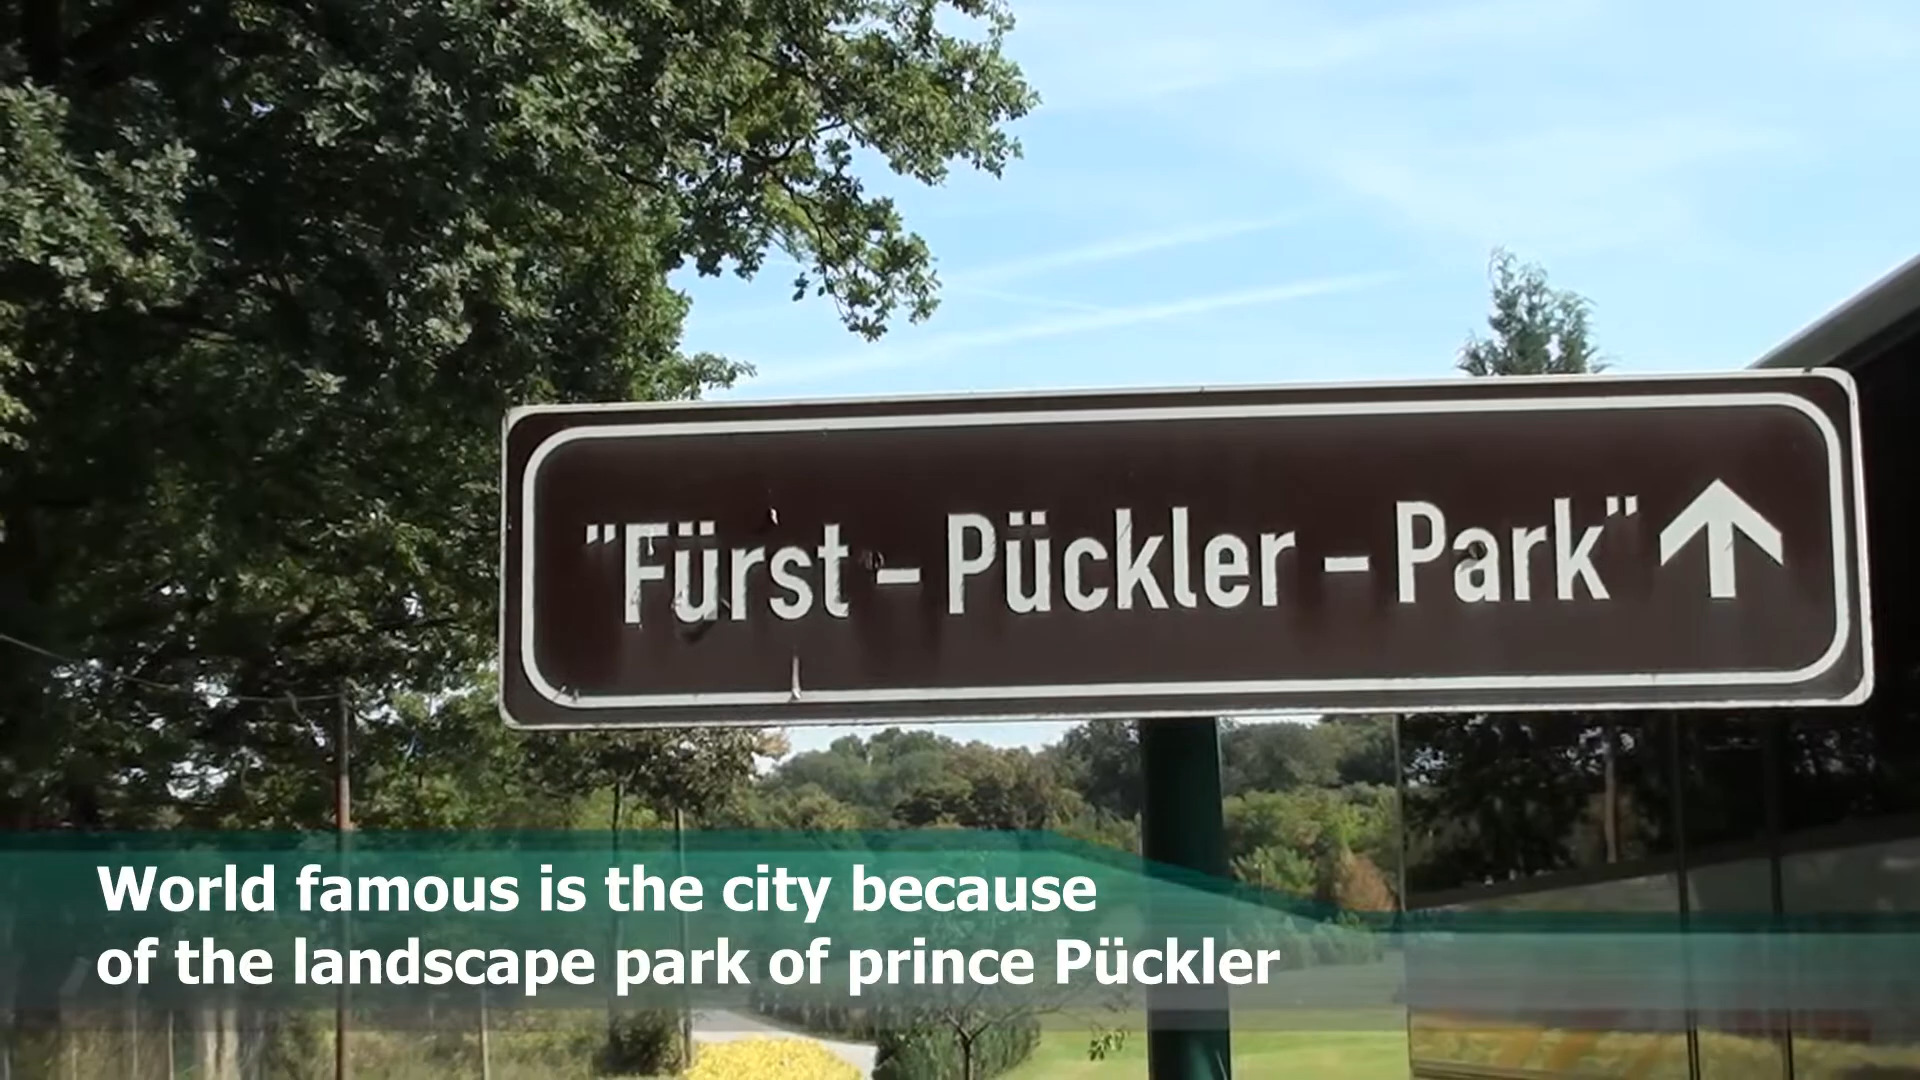 "Fürst - Pückler - Park" ↑
World famous is the city because
of the landscape park of prince Pückler